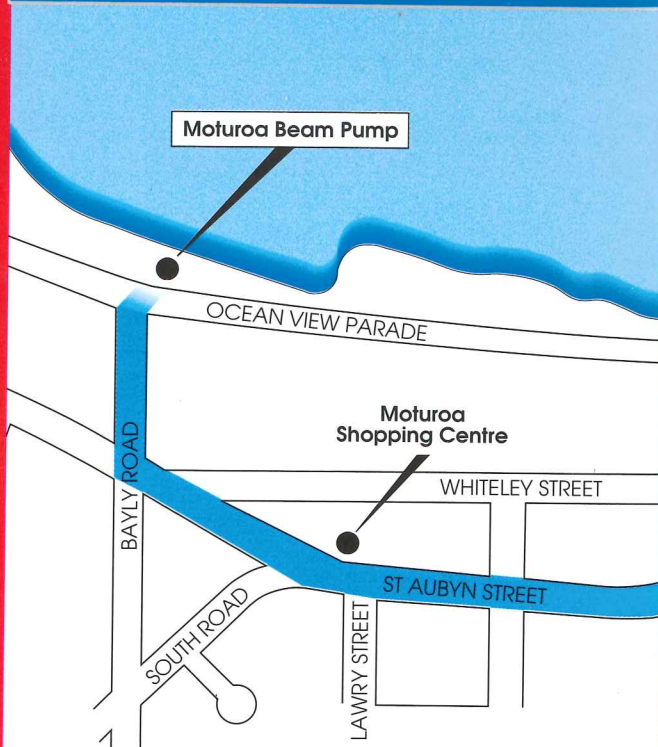 Moturoa Beam Pump
OCEAN VIEW PARADE
Moturoa
Shopping Centre
WHITELEY STREET
BAYLY ROAD
ST AUBYN STREET
SOUTH ROAD
LAWRY STREET